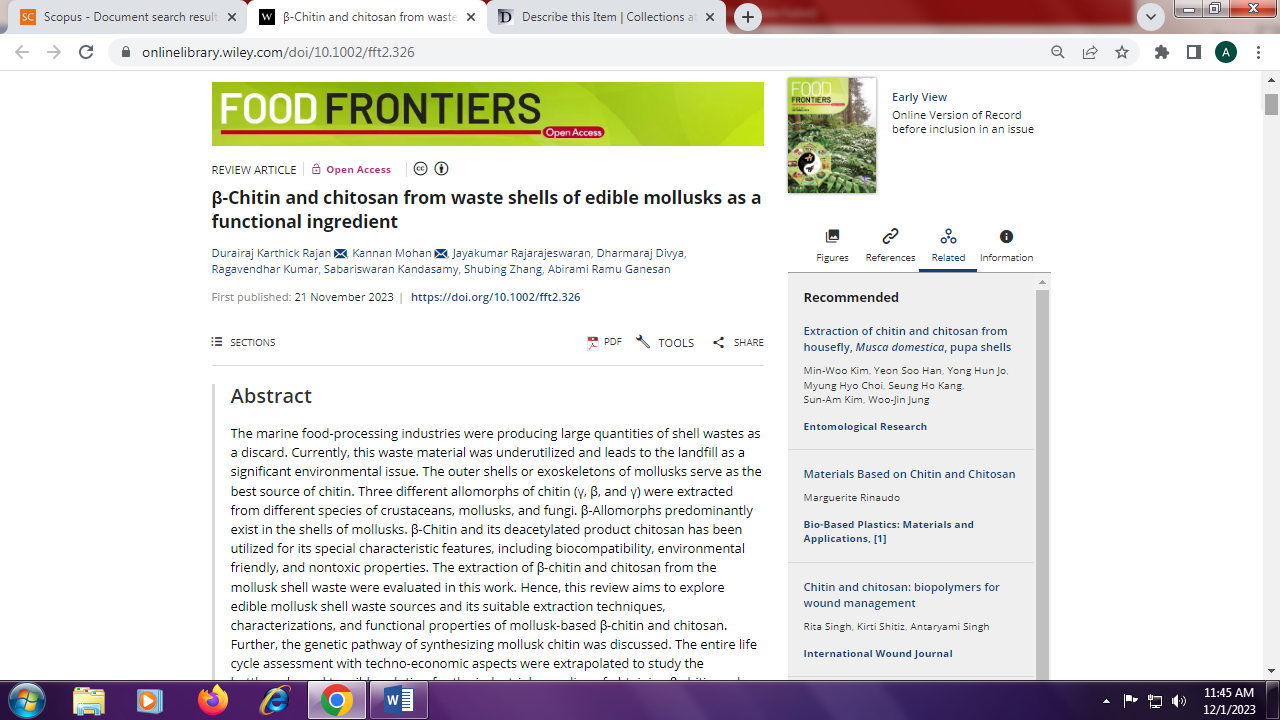 Scopus - Document search result
β-Chitin and chitosan from waste
Describe this Item | Collections a
onlinelibrary.wiley.com/doi/10.1002/fft2.326
A
FOOD FRONTIERS
Open Access
REVIEW ARTICLE
Open Access
β-Chitin and chitosan from waste shells of edible mollusks as a
functional ingredient
Durairaj Karthick Rajan, Kannan Mohan, Jayakumar Rajarajeswaran, Dharmaraj Divya,
Ragavendhar Kumar, Sabariswaran Kandasamy, Shubing Zhang, Abirami Ramu Ganesan
First published: 21 November 2023 | https://doi.org/10.1002/fft2.326
SECTIONS
PDF
TOOLS
SHARE
Abstract
The marine food-processing industries were producing large quantities of shell wastes as
a discard. Currently, this waste material was underutilized and leads to the landfill as a
significant environmental issue. The outer shells or exoskeletons of mollusks serve as the
best source of chitin. Three different allomorphs of chitin (γ, β, and γ) were extracted
from different species of crustaceans, mollusks, and fungi. β-Allomorphs predominantly
exist in the shells of mollusks. β-Chitin and its deacetylated product chitosan has been
utilized for its special characteristic features, including biocompatibility, environmental
friendly, and nontoxic properties. The extraction of β-chitin and chitosan from the
mollusk shell waste were evaluated in this work. Hence, this review aims to explore
edible mollusk shell waste sources and its suitable extraction techniques,
characterizations, and functional properties of mollusk-based β-chitin and chitosan.
Further, the genetic pathway of synthesizing mollusk chitin was discussed. The entire life
cycle assessment with techno-economic aspects were extrapolated to study the
FOOD
FRONTIERS
Early View
Online Version of Record
before inclusion in an issue
Figures
References
Related
Information
Recommended
Extraction of chitin and chitosan from
housefly, Musca domestica, pupa shells
Min-Woo Kim, Yeon Soo Han, Yong Hun Jo,
Myung Hyo Choi, Seung Ho Kang,
Sun-Am Kim, Woo-Jin Jung
Entomological Research
Materials Based on Chitin and Chitosan
Marguerite Rinaudo
Bio-Based Plastics: Materials and
Applications, [1]
Chitin and chitosan: biopolymers for
wound management
Rita Singh, Kirti Shitiz, Antaryami Singh
International Wound Journal
11:45 AM
12/1/2023